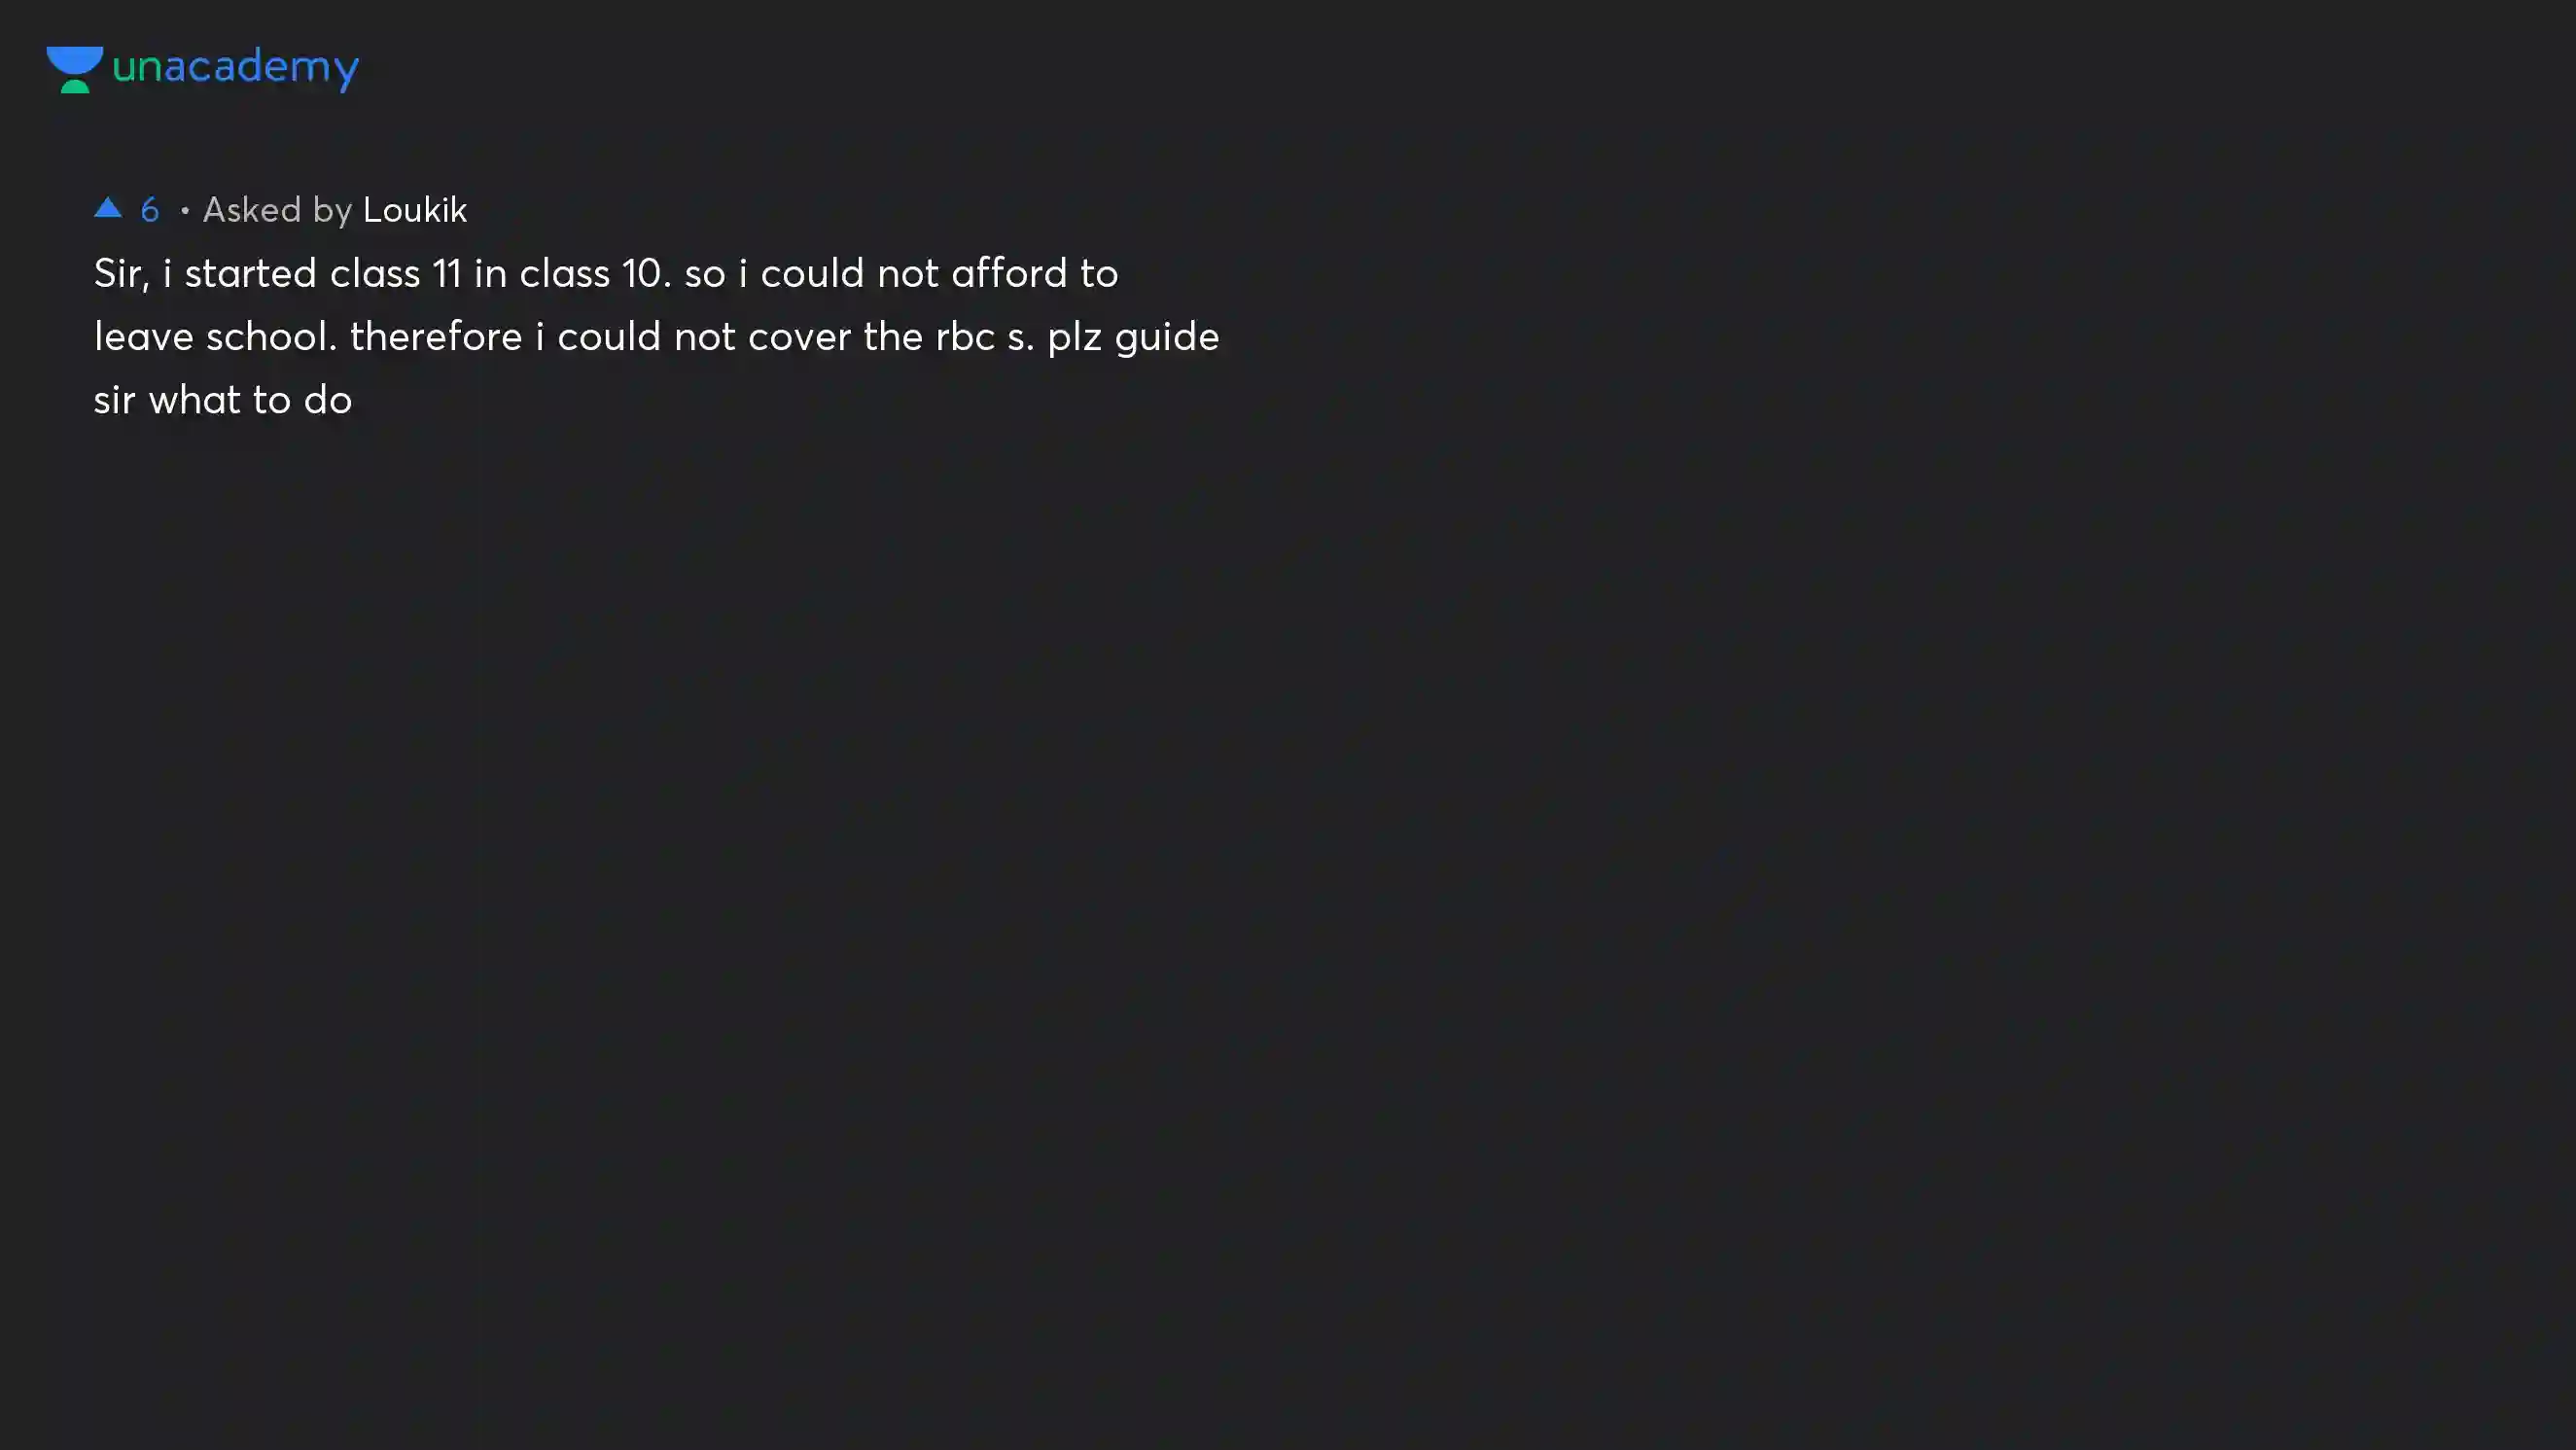 unacademy
▲ 6 • Asked by Loukik
Sir, i started class 11 in class 10. so i could not afford to
leave school. therefore i could not cover the rbc s. plz guide
sir what to do